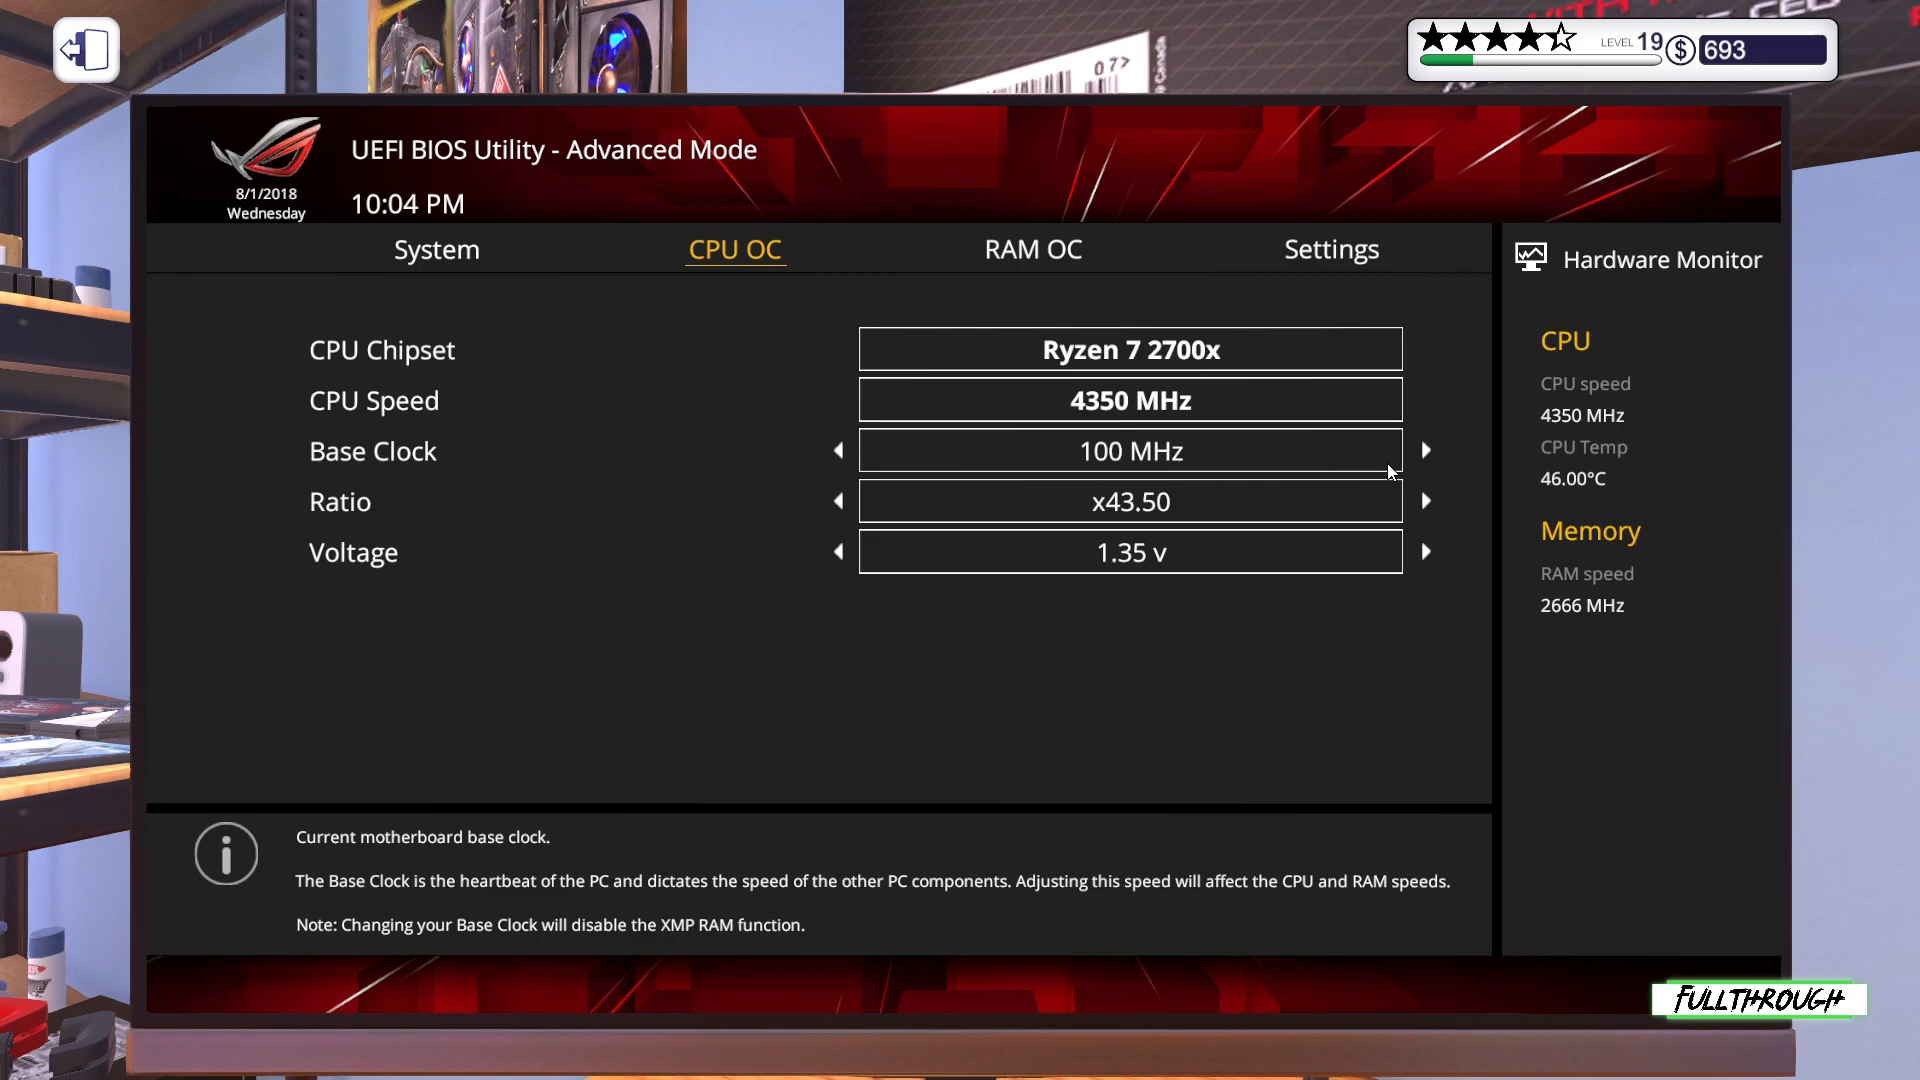 07>
Canada
LEVEL 19
$ 693
UEFI BIOS Utility - Advanced Mode
8/1/2018
Wednesday
10:04 PM
System
CPU OC
RAM OC
Settings
Hardware Monitor
CPU Chipset
Ryzen 7 2700x
CPU Speed
4350 MHz
Base Clock
100 MHz
Ratio
x43.50
Voltage
1.35 v
CPU
CPU speed
4350 MHz
CPU Temp
46.00°C
Memory
RAM speed
2666 MHz
Current motherboard base clock.
The Base Clock is the heartbeat of the PC and dictates the speed of the other PC components. Adjusting this speed will affect the CPU and RAM speeds.
Note: Changing your Base Clock will disable the XMP RAM function.
FULLTHROUGH